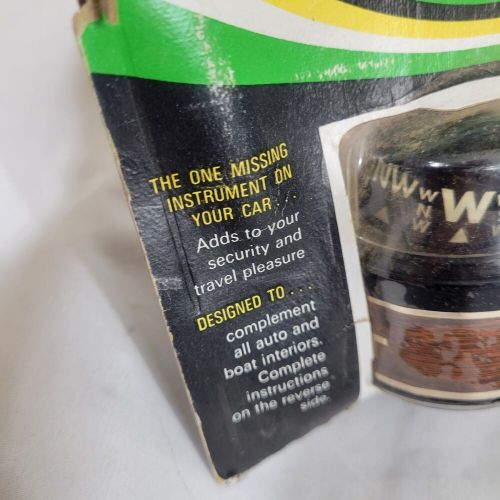 THE ONE MISSING
INSTRUMENT ON
YOUR CAR...
Adds to your
security and
travel pleasure
DESIGNED TO...
complement
all auto and
boat interiors.
Complete
instructions
on the reverse
side.
NW W W
N
W